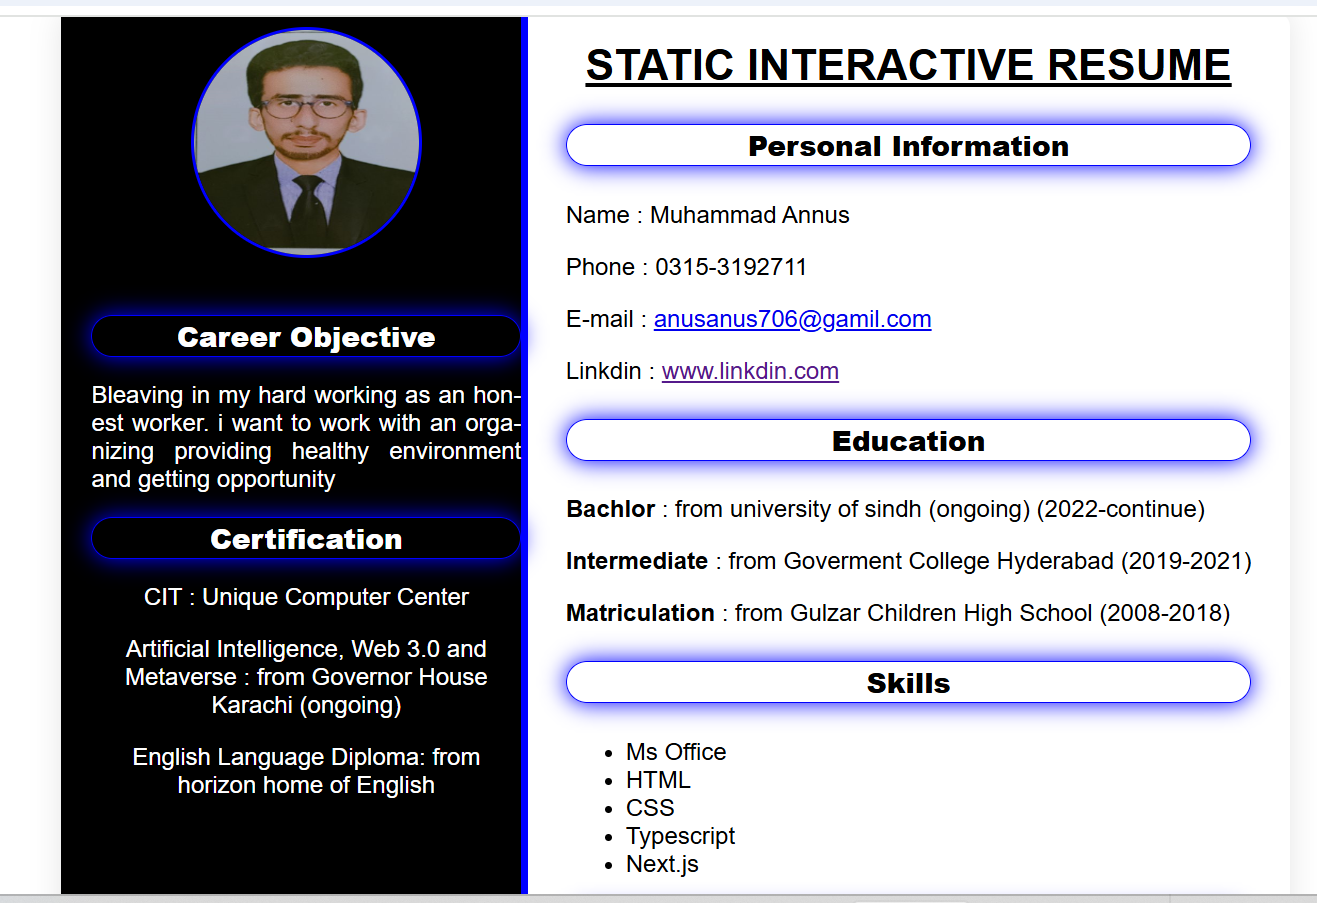 Career Objective
Bleaving in my hard working as an hon-
est worker. i want to work with an orga-
nizing providing healthy environment
and getting opportunity
Certification
CIT : Unique Computer Center
Artificial Intelligence, Web 3.0 and
Metaverse : from Governor House
Karachi (ongoing)
English Language Diploma: from
horizon home of English
STATIC INTERACTIVE RESUME
Personal Information
Name : Muhammad Annus
Phone : 0315-3192711
E-mail : anusanus706@gamil.com
Linkdin : www.linkdin.com
Education
Bachlor : from university of sindh (ongoing) (2022-continue)
Intermediate : from Goverment College Hyderabad (2019-2021)
Matriculation : from Gulzar Children High School (2008-2018)
Skills
• Ms Office
• HTML
• CSS
• Typescript
• Next.js